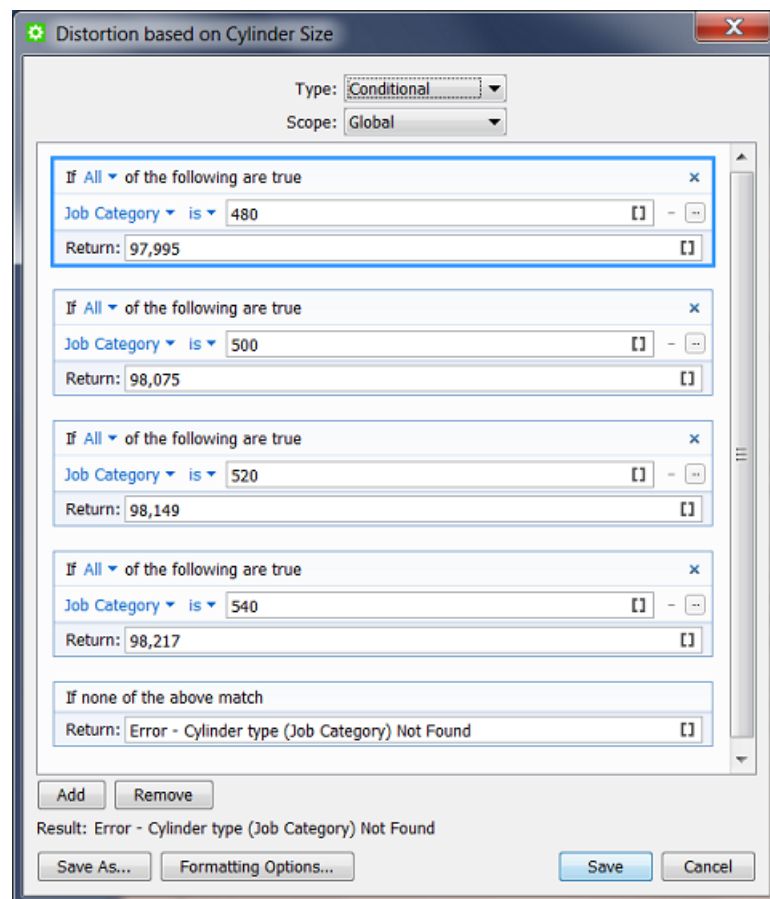 Distortion based on Cylinder Size
Type: Conditional
Scope: Global
If All of the following are true
Job Category is 480
Return: 97,995
If All of the following are true
Job Category is 500
Return: 98,075
If All of the following are true
Job Category is 520
Return: 98,149
If All of the following are true
Job Category is 540
Return: 98,217
If none of the above match
Return: Error - Cylinder type (Job Category) Not Found
Add Remove
Result: Error - Cylinder type (Job Category) Not Found
Save As... Formatting Options... Save Cancel